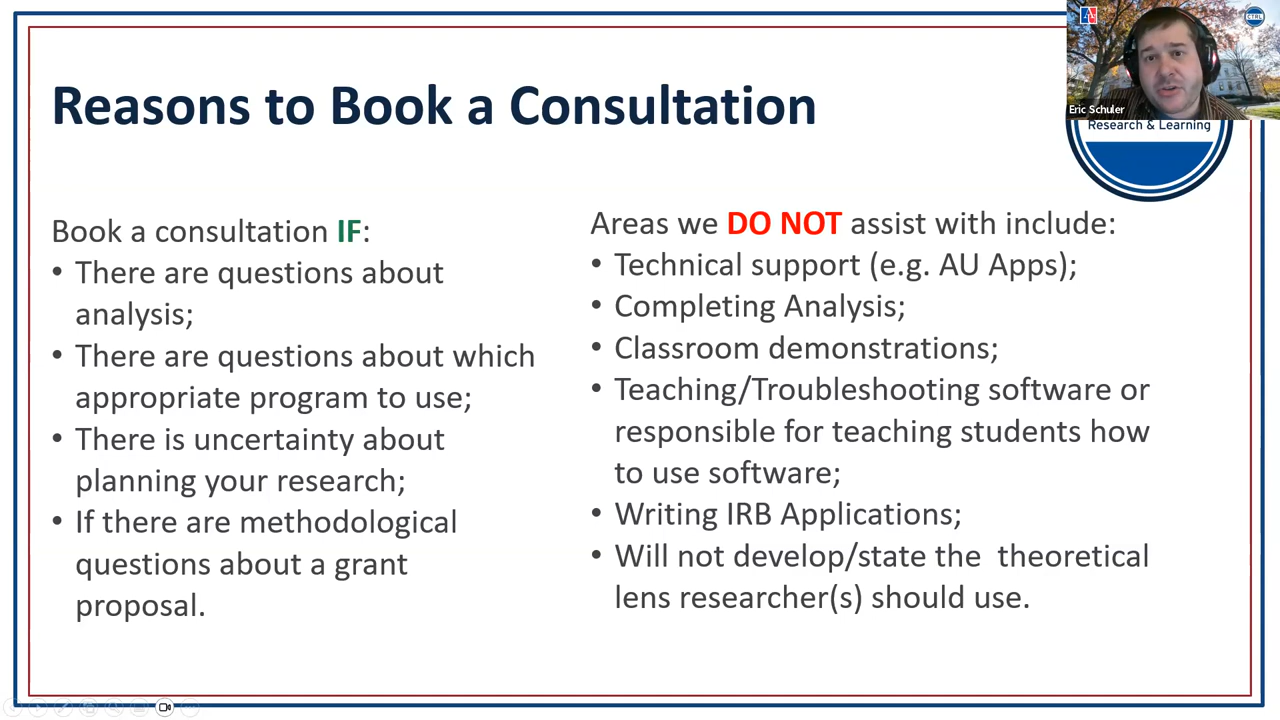 Reasons to Book a Consultation
CTRL
Eric Schuler
Research & Learning
Book a consultation IF:
• There are questions about
analysis;
• There are questions about which
appropriate program to use;
• There is uncertainty about
planning your research;
• If there are methodological
questions about a grant
proposal.
Areas we DO NOT assist with include:
• Technical support (e.g. AU Apps);
• Completing Analysis;
• Classroom demonstrations;
• Teaching/Troubleshooting software or
responsible for teaching students how
to use software;
• Writing IRB Applications;
• Will not develop/state the  theoretical
lens researcher(s) should use.